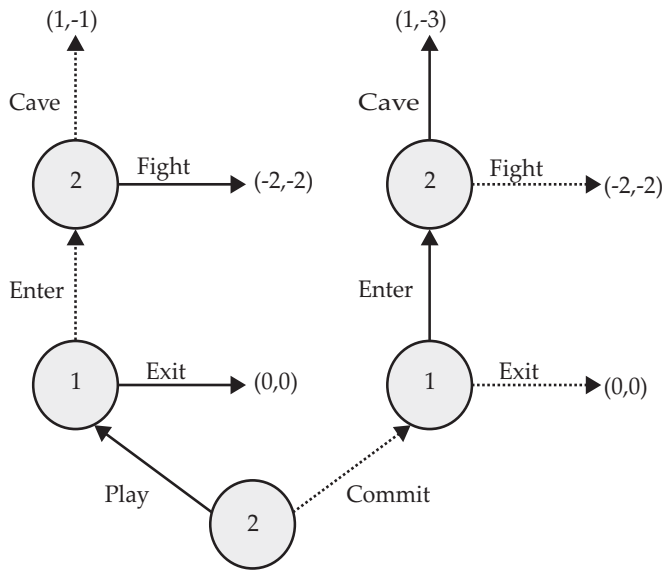 (1,-1) (1,-3)
Cave Cave
2 Fight (-2,-2) 2 Fight (-2,-2)
Enter Enter
1 Exit (0,0) 1 Exit (0,0)
Play Commit
2